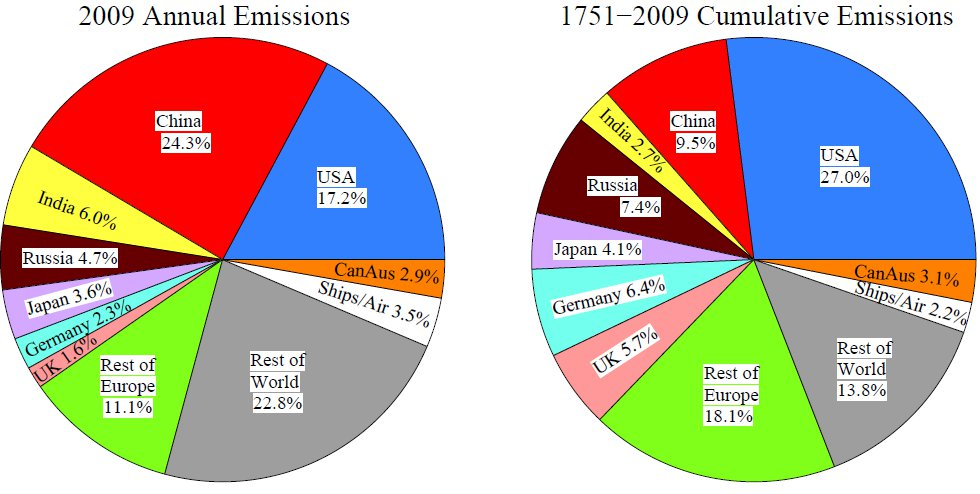 2009 Annual Emissions
China
24.3%
USA
17.2%
India 6.0%
Russia 4.7%
Japan 3.6%
Germany 2.3%
UK 1.6%
Rest of
Europe
11.1%
Rest of
World
22.8%
Ships/Air 3.5%
CanAus 2.9%
1751−2009 Cumulative Emissions
China
9.5%
USA
27.0%
India 2.7%
Russia
7.4%
Japan 4.1%
Germany 6.4%
UK 5.7%
Rest of
Europe
18.1%
Rest of
World
13.8%
Ships/Air 2.2%
CanAus 3.1%